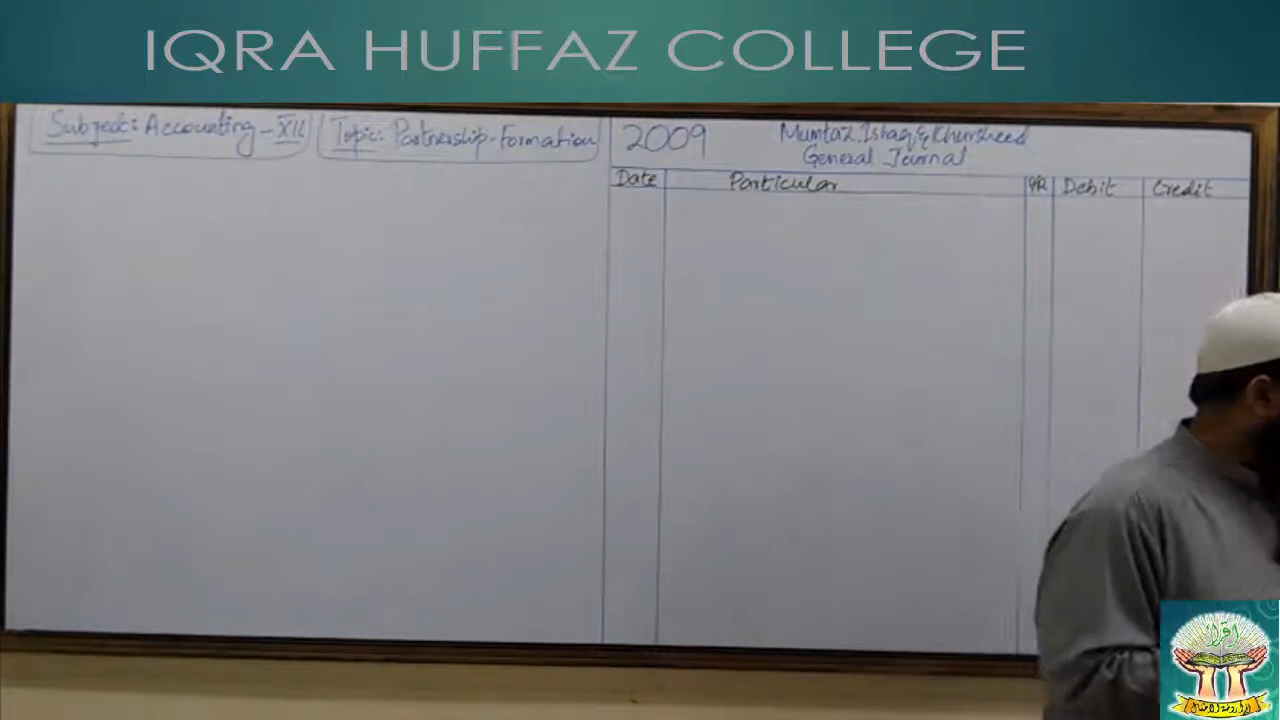 IQRA HUFFAZ COLLEGE
Subject: Accounting - XII
Topic: Partnership-Formation
2009
Mumtaz, Ishaq & Khursheed
General Journal
Date Particular P/R Debit Credit
اقرأ